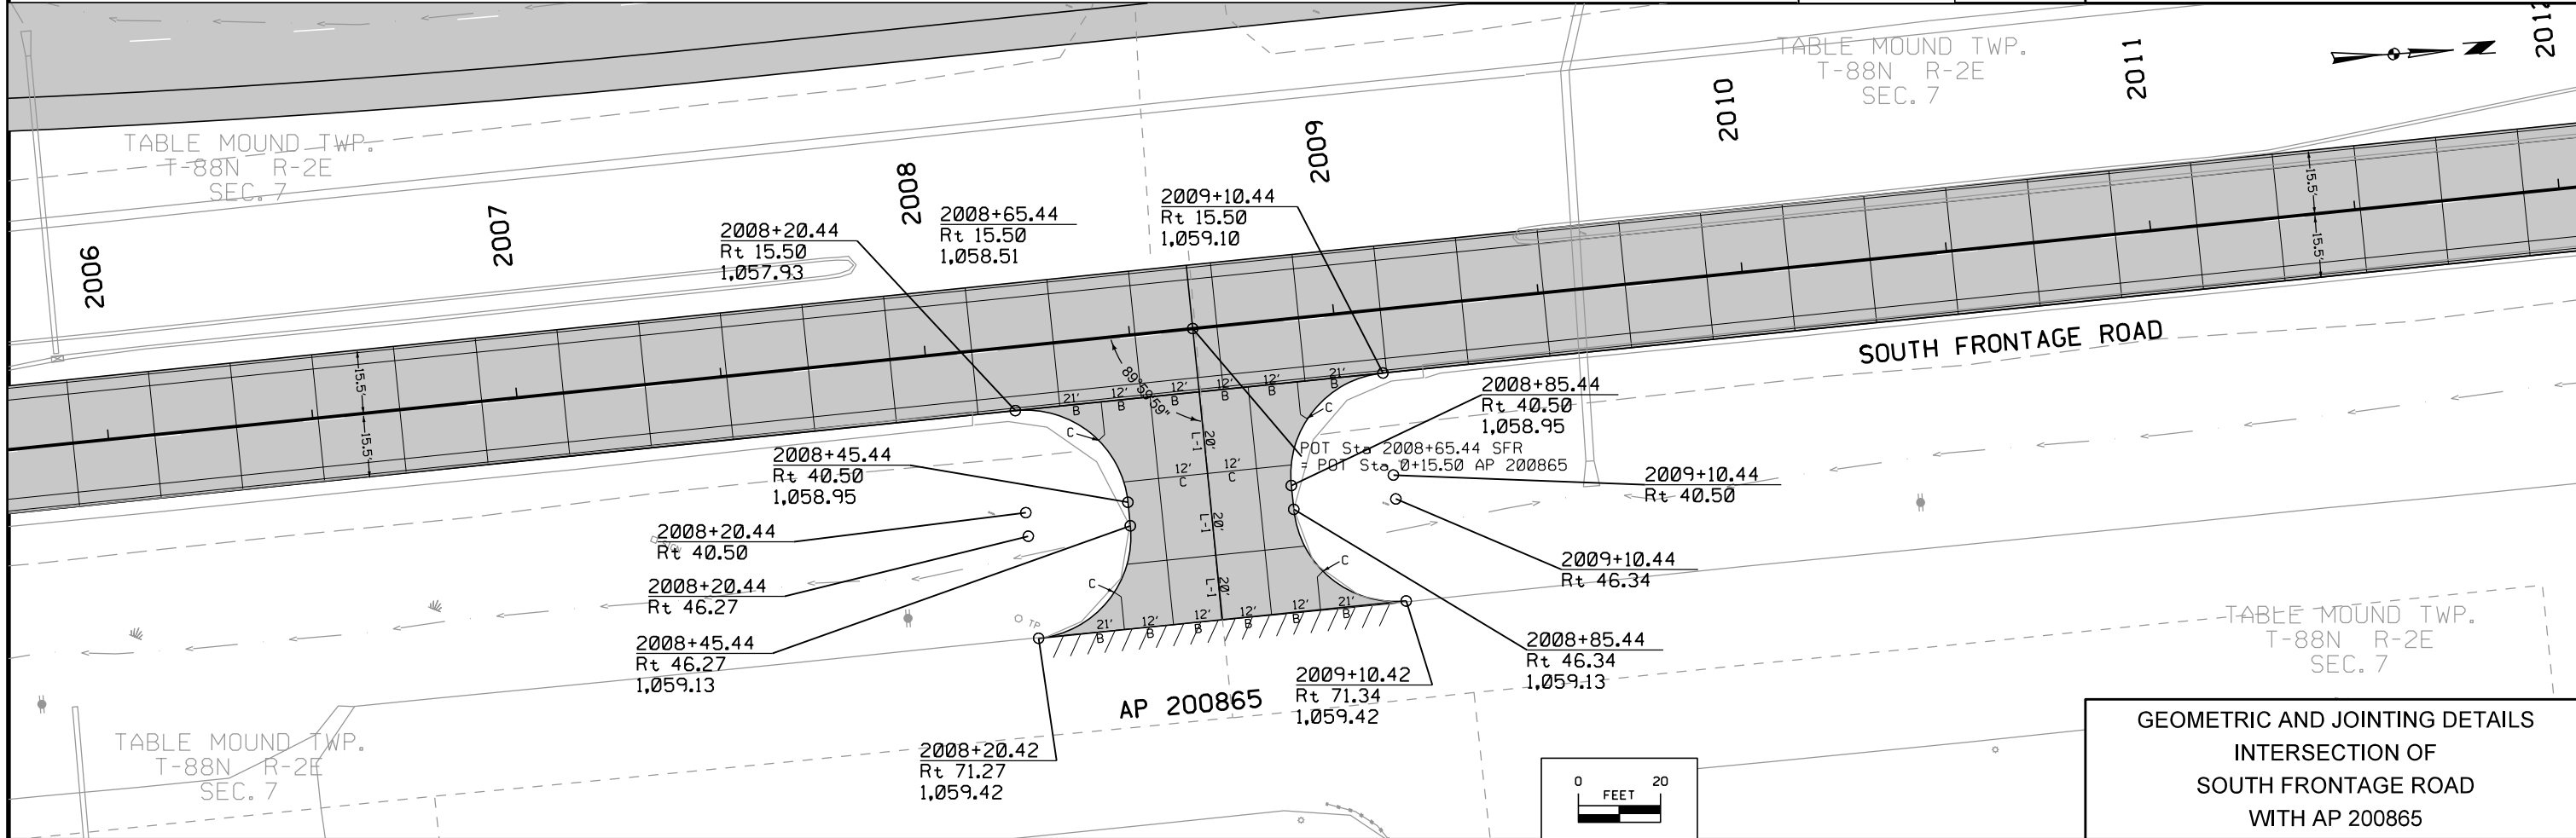 TABLE MOUND TWP.
T-88N R-2E
SEC. 7
TABLE MOUND TWP.
T-88N R-2E
SEC. 7
2006
2007
2008
2009
2010
2011
2008+20.44
Rt 15.50
1,057.93
2008+65.44
Rt 15.50
1,058.51
2009+10.44
Rt 15.50
1,059.10
15.5'
15.5'
15.5'
15.5'
SOUTH FRONTAGE ROAD
89°59'59"
21'
B
12'
B
12'
B
12'
B
12'
B
21'
B
C
C
20'
L-1
12'
C
12'
C
20'
L-1
20'
L-1
C
C
21'
B
12'
B
12'
B
12'
B
12'
B
21'
B
2008+85.44
Rt 40.50
1,058.95
POT Sta 2008+65.44 SFR
= POT Sta 0+15.50 AP 200865
2008+45.44
Rt 40.50
1,058.95
2009+10.44
Rt 40.50
2008+20.44
Rt 40.50
2009+10.44
Rt 46.34
2008+20.44
Rt 46.27
2008+45.44
Rt 46.27
1,059.13
2008+85.44
Rt 46.34
1,059.13
TP
2009+10.42
Rt 71.34
1,059.42
AP 200865
2008+20.42
Rt 71.27
1,059.42
TABLE MOUND TWP.
T-88N R-2E
SEC. 7
TABLE MOUND TWP.
T-88N R-2E
SEC. 7
0 20
FEET
GEOMETRIC AND JOINTING DETAILS
INTERSECTION OF
SOUTH FRONTAGE ROAD
WITH AP 200865